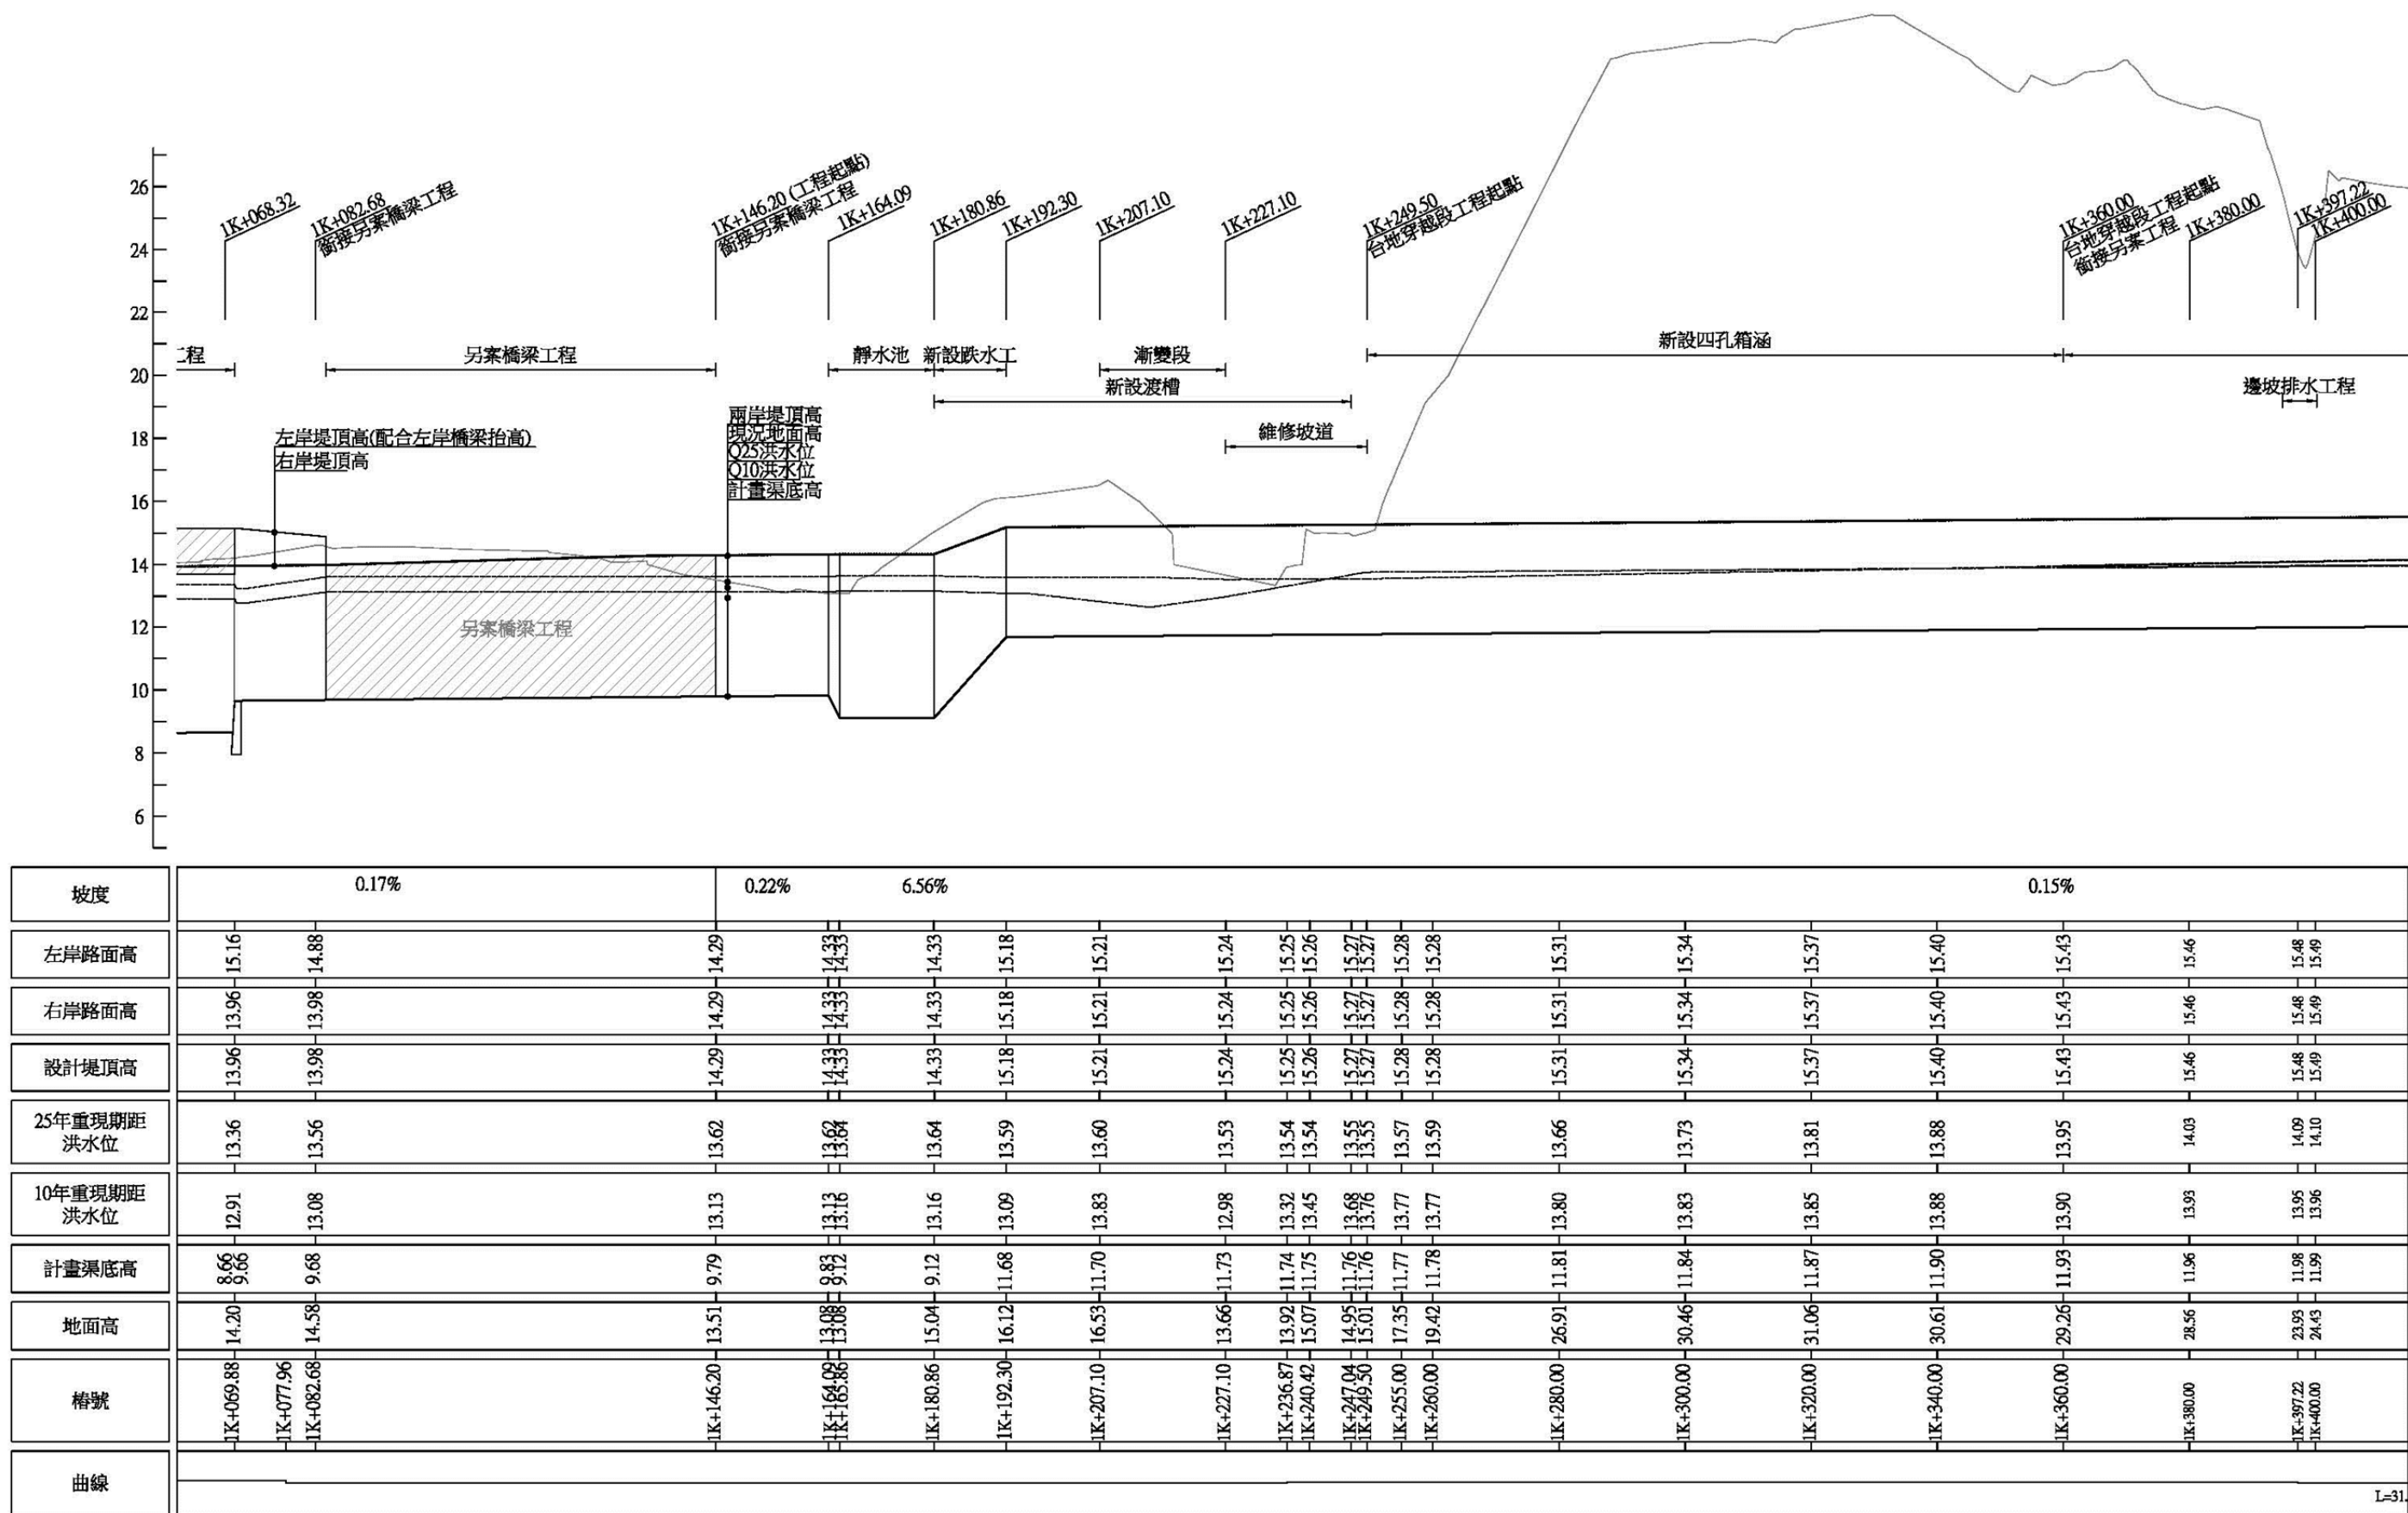 26
24
22
20
18
16
14
12
10
8
6
1K+068.32
1K+082.68
銜接另案橋梁工程
1K+146.20 (工程起點)
銜接另案橋梁工程
1K+164.09
1K+180.86
1K+192.30
1K+207.10
1K+227.10
1K+249.50
台地穿越段工程起點
1K+360.00
台地穿越段工程起點
銜接另案工程
1K+380.00
1K+397.22
1K+400.00
工程
另案橋梁工程
靜水池
新設跌水工
漸變段
新設渡槽
維修坡道
新設四孔箱涵
邊坡排水工程
左岸堤頂高(配合左岸橋梁抬高)
右岸堤頂高
兩岸堤頂高
現況地面高
Q25洪水位
Q10洪水位
計畫渠底高
另案橋梁工程
坡度 0.17% 0.22% 6.56% 0.15%
左岸路面高 15.16 14.88 14.29 14.33 14.33 14.33 15.18 15.21 15.24 15.25 15.26 15.27 15.27 15.28 15.28 15.31 15.34 15.37 15.40 15.43 15.46 15.48 15.49
右岸路面高 13.96 13.98 14.29 14.33 14.33 14.33 15.18 15.21 15.24 15.25 15.26 15.27 15.27 15.28 15.28 15.31 15.34 15.37 15.40 15.43 15.46 15.48 15.49
設計堤頂高 13.96 13.98 14.29 14.33 14.33 14.33 15.18 15.21 15.24 15.25 15.26 15.27 15.27 15.28 15.28 15.31 15.34 15.37 15.40 15.43 15.46 15.48 15.49
25年重現期距
洪水位 13.36 13.56 13.62 13.62 13.64 13.64 13.59 13.60 13.53 13.54 13.54 13.55 13.55 13.57 13.59 13.66 13.73 13.81 13.88 13.95 14.03 14.09 14.10
10年重現期距
洪水位 12.91 13.08 13.13 13.13 13.16 13.16 13.09 13.83 12.98 13.32 13.45 13.68 13.76 13.77 13.77 13.80 13.83 13.85 13.88 13.90 13.93 13.95 13.96
計畫渠底高 8.66 9.66 9.68 9.79 9.83 9.12 9.12 11.68 11.70 11.73 11.74 11.75 11.76 11.76 11.77 11.78 11.81 11.84 11.87 11.90 11.93 11.96 11.98 11.99
地面高 14.20 14.58 13.51 13.08 13.08 15.04 16.12 16.53 13.66 13.92 15.07 14.95 15.01 17.35 19.42 26.91 30.46 31.06 30.61 29.26 28.56 23.93 24.43
樁號 1K+069.88 1K+077.96 1K+082.68 1K+146.20 1K+164.09 1K+165.86 1K+180.86 1K+192.30 1K+207.10 1K+227.10 1K+236.87 1K+240.42 1K+247.04 1K+249.50 1K+255.00 1K+260.00 1K+280.00 1K+300.00 1K+320.00 1K+340.00 1K+360.00 1K+380.00 1K+397.22 1K+400.00
曲線
L=31.